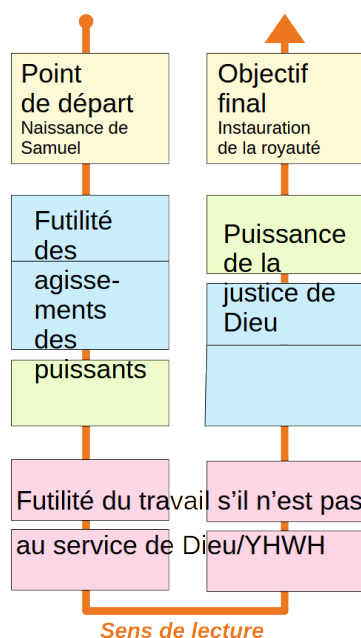 Point
de départ
Naissance de
Samuel
Objectif
final
Instauration
de la royauté
Futilité
des
agisse-
ments
des
puissants
Puissance
de la
justice de
Dieu
Futilité du travail s’il n’est pas
au service de Dieu/YHWH
Sens de lecture